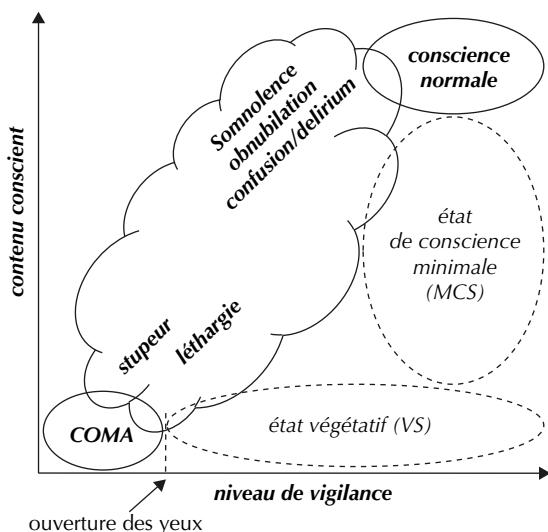 conscience
normale
Somnolence
obnubilation
confusion/delirium
contenu conscient
état
de conscience
minimale
(MCS)
stupeur
léthargie
COMA
état végétatif (VS)
niveau de vigilance
ouverture des yeux